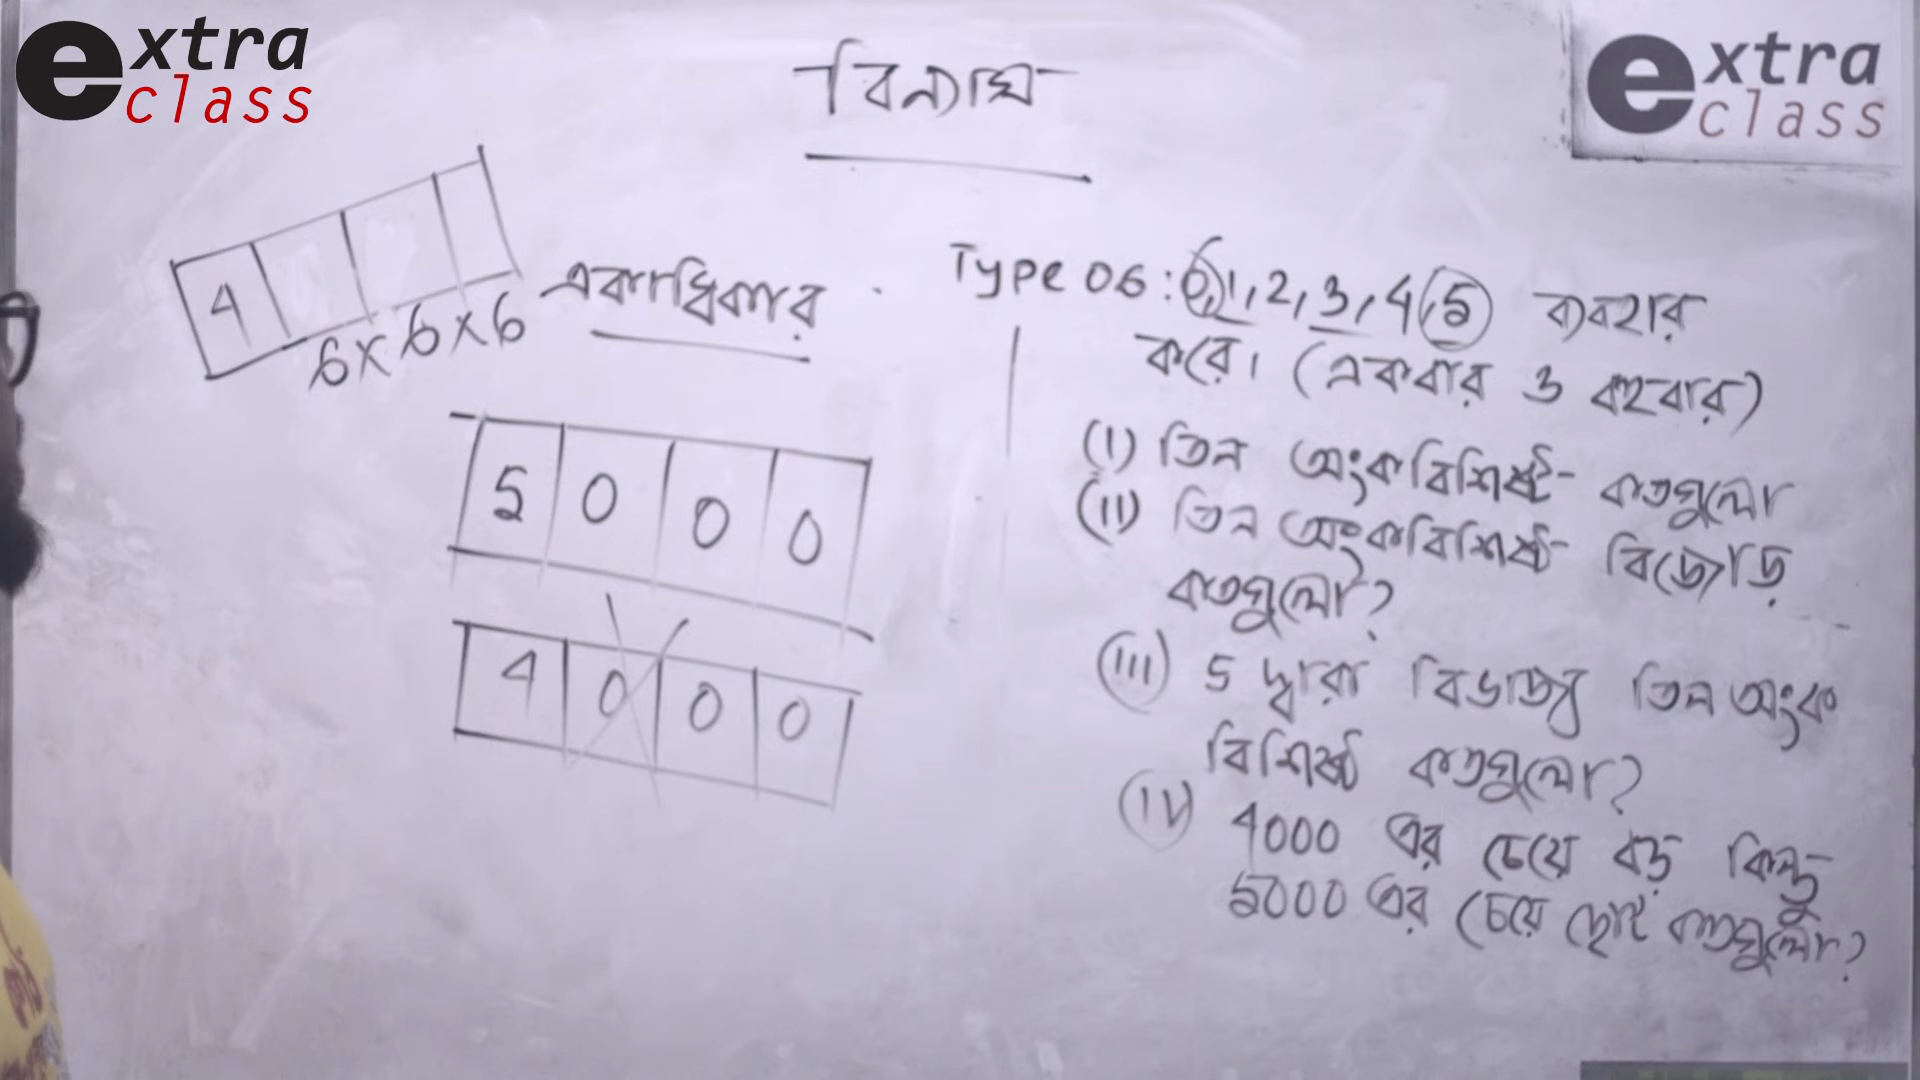 extra
class
extra
class
বিন্যাস
4
6×6×6
একাধিকার
5 0 0 0
4 0 0 0
Type 06: 0,1,2,3,4,5 ব্যবহার
করে। (একবার ও বহুবার)
(i) তিন অংকবিশিষ্ট কতগুলো
(ii) তিন অংকবিশিষ্ট বিজোড়
কতগুলো?
(iii) 5 দ্বারা বিভাজ্য তিন অংক
বিশিষ্ট কতগুলো?
(iv) 4000 এর চেয়ে বড় কিন্তু
5000 এর চেয়ে ছোট কতগুলো?